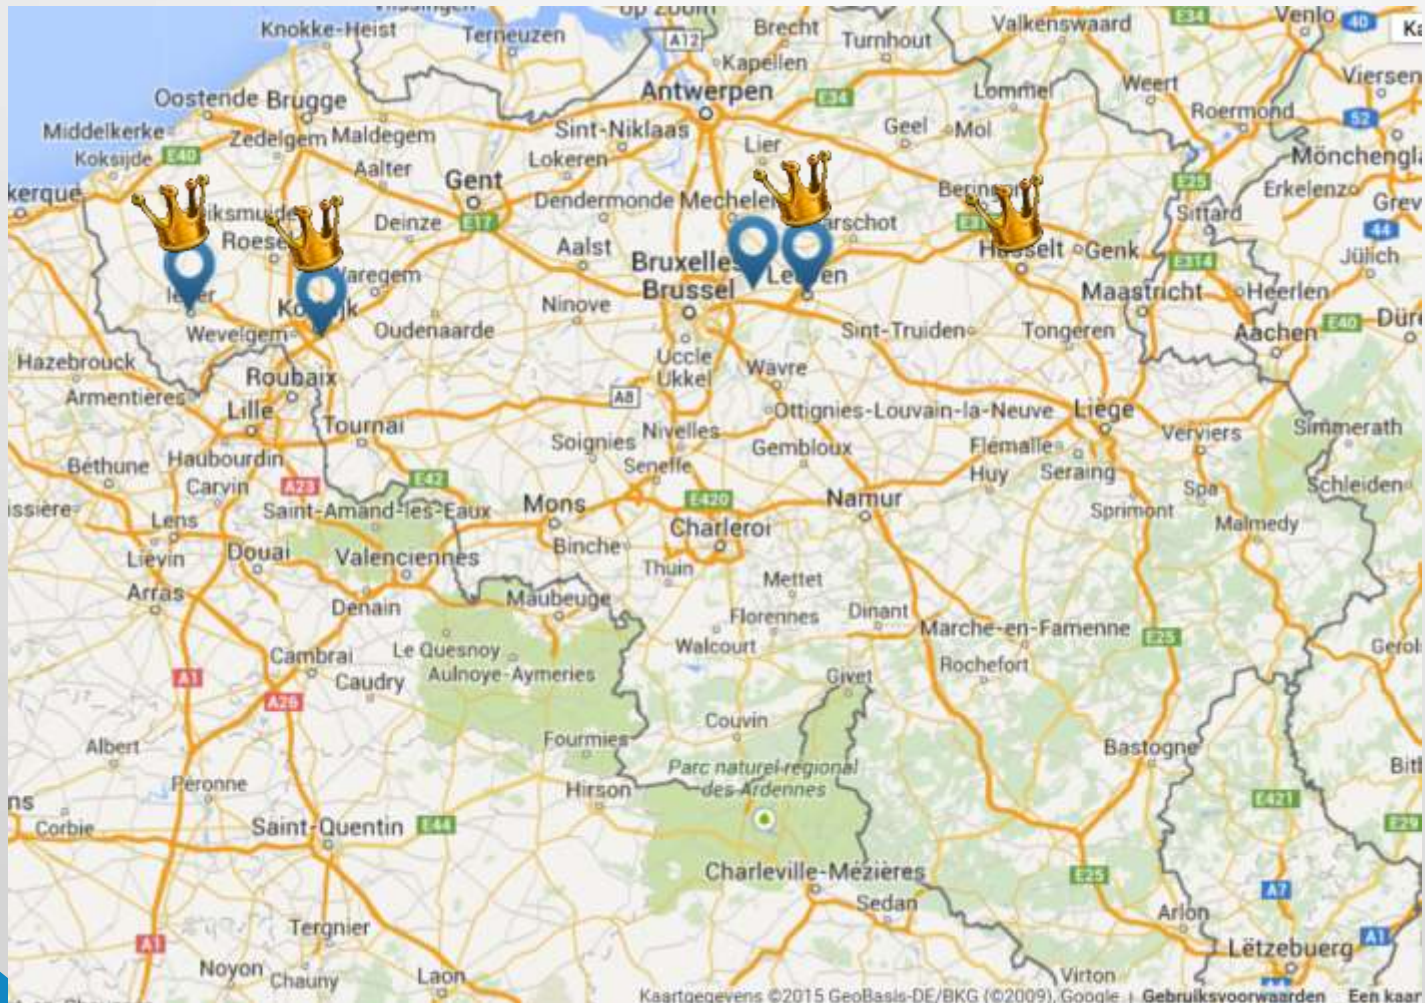 Knokke-Heist
Terneuzen
A12
Brecht
Turnhout
Valkenswaard
E34
Venlo
40
Kapellen
Oostende
Brugge
Antwerpen
E34
Lommel
Weert
Viersen
Roermond
52
Middelkerke
Zedelgem
Maldegem
Sint-Niklaas
Lier
Geel
Mol
Koksijde
E40
Aalter
Lokeren
Gent
Dendermonde
Mechelen
E25
Erkelenz
E17
Deinze
Sittard
44
Aalst
Bruxelles
Brussel
Genk
E314
Jülich
Waregem
Ninove
Maastricht
Heerlen
Wevelgem
Oudenaarde
Sint-Truiden
Tongeren
Aachen
E40
Hazebrouck
Uccle
Ukkel
Wavre
Roubaix
Armentières
A8
Lille
Tournai
Ottignies-Louvain-la-Neuve
Liège
Soignies
Nivelles
Gembloux
Flémalle
Verviers
Simmerath
Béthune
Haubourdin
E42
Seneffe
Huy
Seraing
Carvin
A23
Spa
Schleiden
Saint-Amand-les-Eaux
Mons
E420
Namur
Sprimont
Lens
Charleroi
Malmedy
Liévin
Douai
Valenciennes
Binche
Thuin
Mettet
Arras
Denain
Maubeuge
Florennes
Dinant
Marche-en-Famenne
E25
Le Quesnoy
Walcourt
Cambrai
Aulnoye-Aymeries
Rochefort
A1
Caudry
Givet
A26
Couvin
Albert
Fourmies
Bastogne
Parc naturel régional
des Ardennes
Péronne
Hirson
E421
Corbie
Saint-Quentin
E44
E29
Charleville-Mézières
E25
A7
Sedan
Arlon
Tergnier
A1
A1
Lëtzebuerg
Noyon
Chauny
Laon
Virton
Kaartgegevens ©2015 GeoBasis-DE/BKG (©2009), Google
Gebruiksvoorwaarden